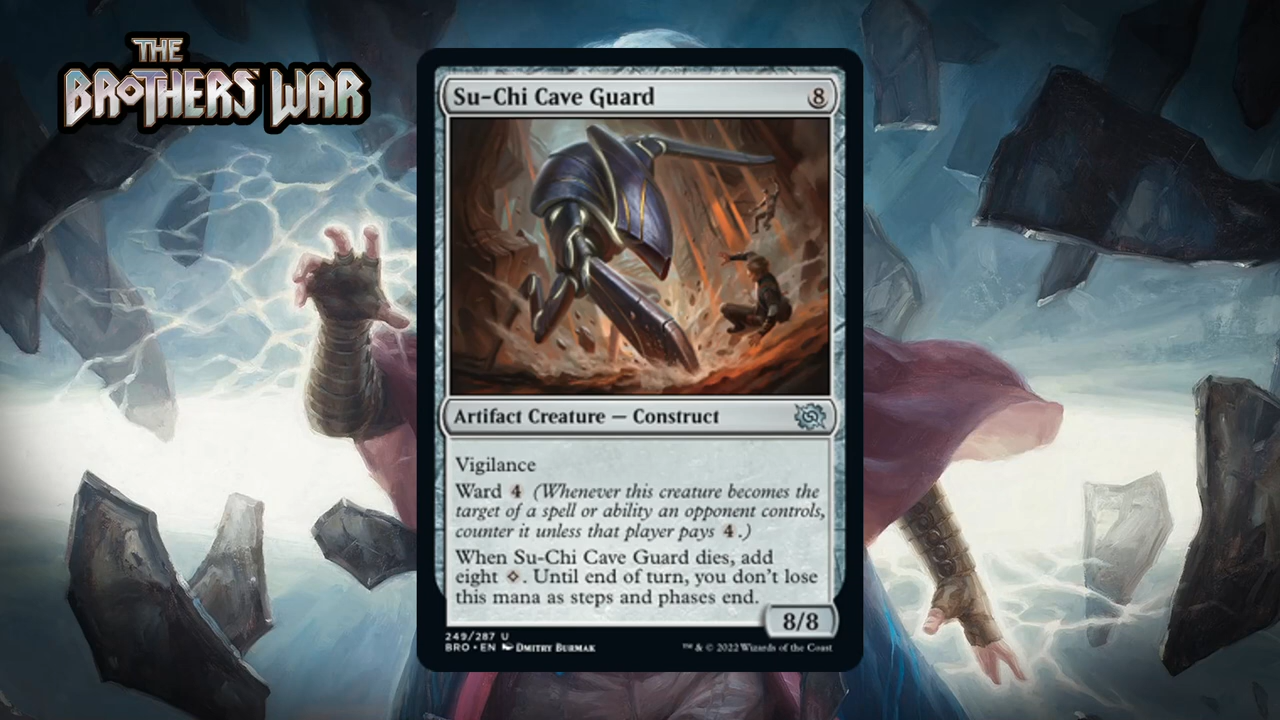 THE
BROTHERS' WAR
Su-Chi Cave Guard 8
Artifact Creature — Construct
Vigilance
Ward 4 (Whenever this creature becomes the
target of a spell or ability an opponent controls,
counter it unless that player pays 4.)
When Su-Chi Cave Guard dies, add
eight ◇. Until end of turn, you don't lose
this mana as steps and phases end.
8/8
249/287 U
BRO • EN Dmitry Burmak
™ & © 2022 Wizards of the Coast